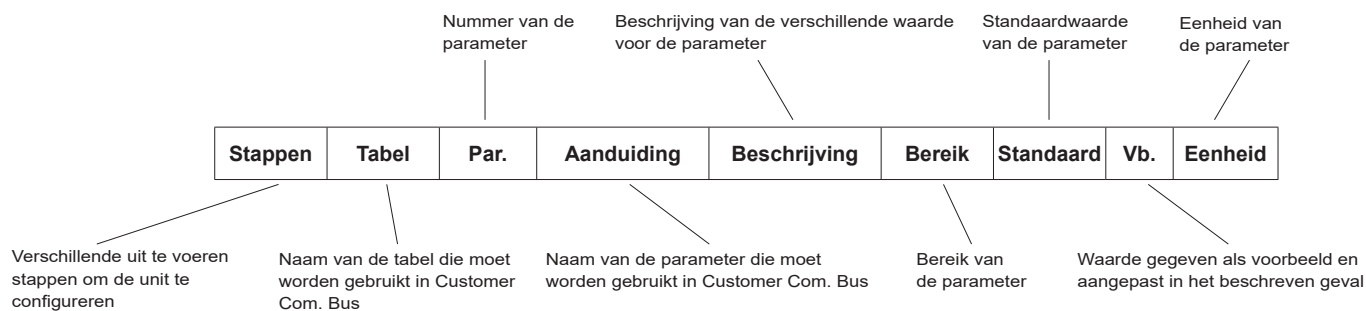 Nummer van de
parameter
Beschrijving van de verschillende waarde
voor de parameter
Standaardwaarde
van de parameter
Eenheid van
de parameter
Stappen Tabel Par. Aanduiding Beschrijving Bereik Standaard Vb. Eenheid
Verschillende uit te voeren
stappen om de unit te
configureren
Naam van de tabel die moet
worden gebruikt in Customer
Com. Bus
Naam van de parameter die moet
worden gebruikt in Customer Com. Bus
Bereik van
de parameter
Waarde gegeven als voorbeeld en
aangepast in het beschreven geval